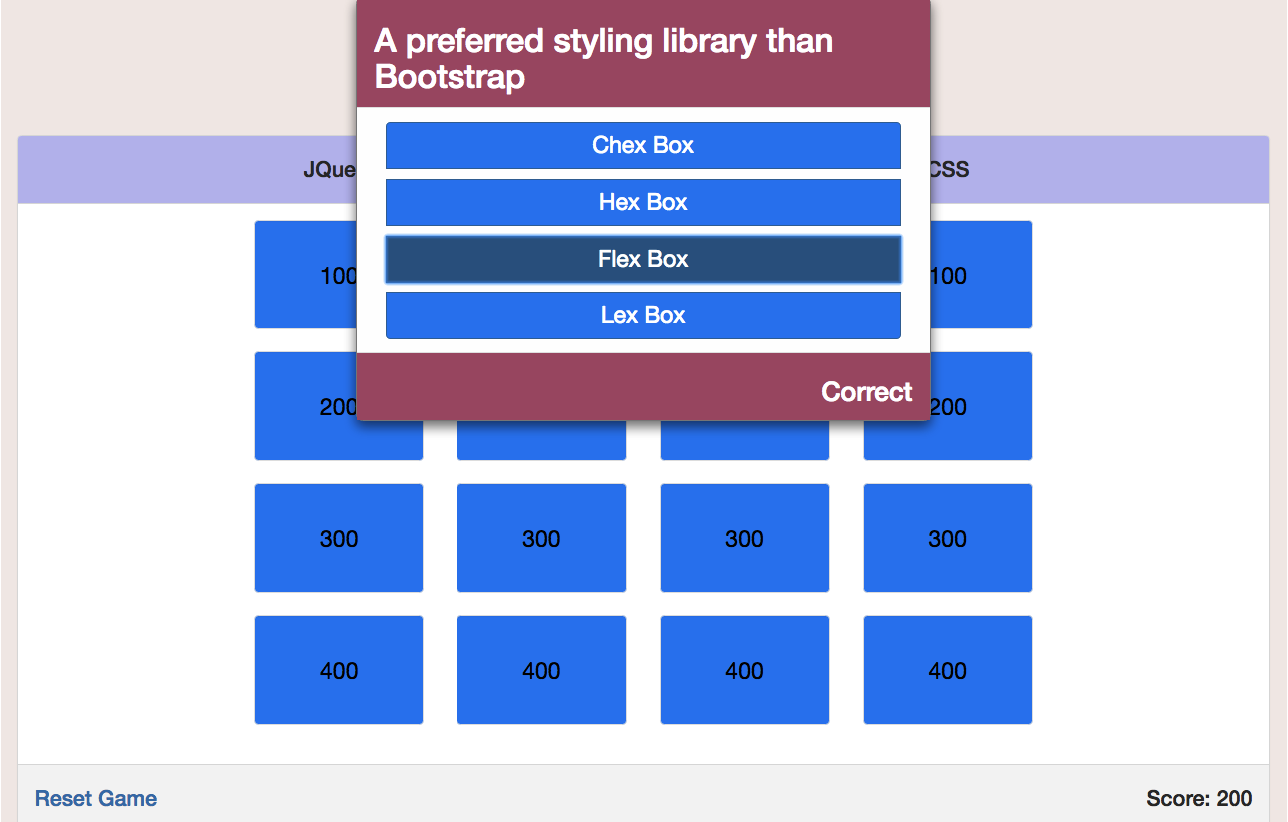 A preferred styling library than
Bootstrap
Chex Box
Hex Box
Flex Box
Lex Box
Correct
CSS
100
100
200
200
300 300 300 300
400 400 400 400
Reset Game
Score: 200